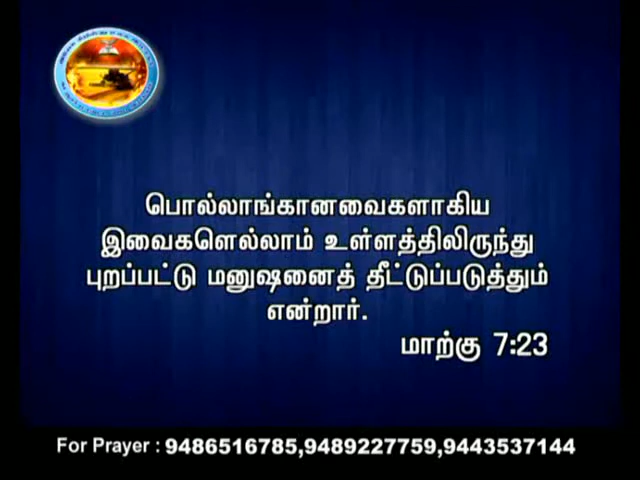 பொல்லாங்கானவைகளாகிய
இவைகளெல்லாம் உள்ளத்திலிருந்து
புறப்பட்டு மனுஷனைத் தீட்டுப்படுத்தும்
என்றார்.
மாற்கு 7:23
For Prayer : 9486516785,9489227759,9443537144